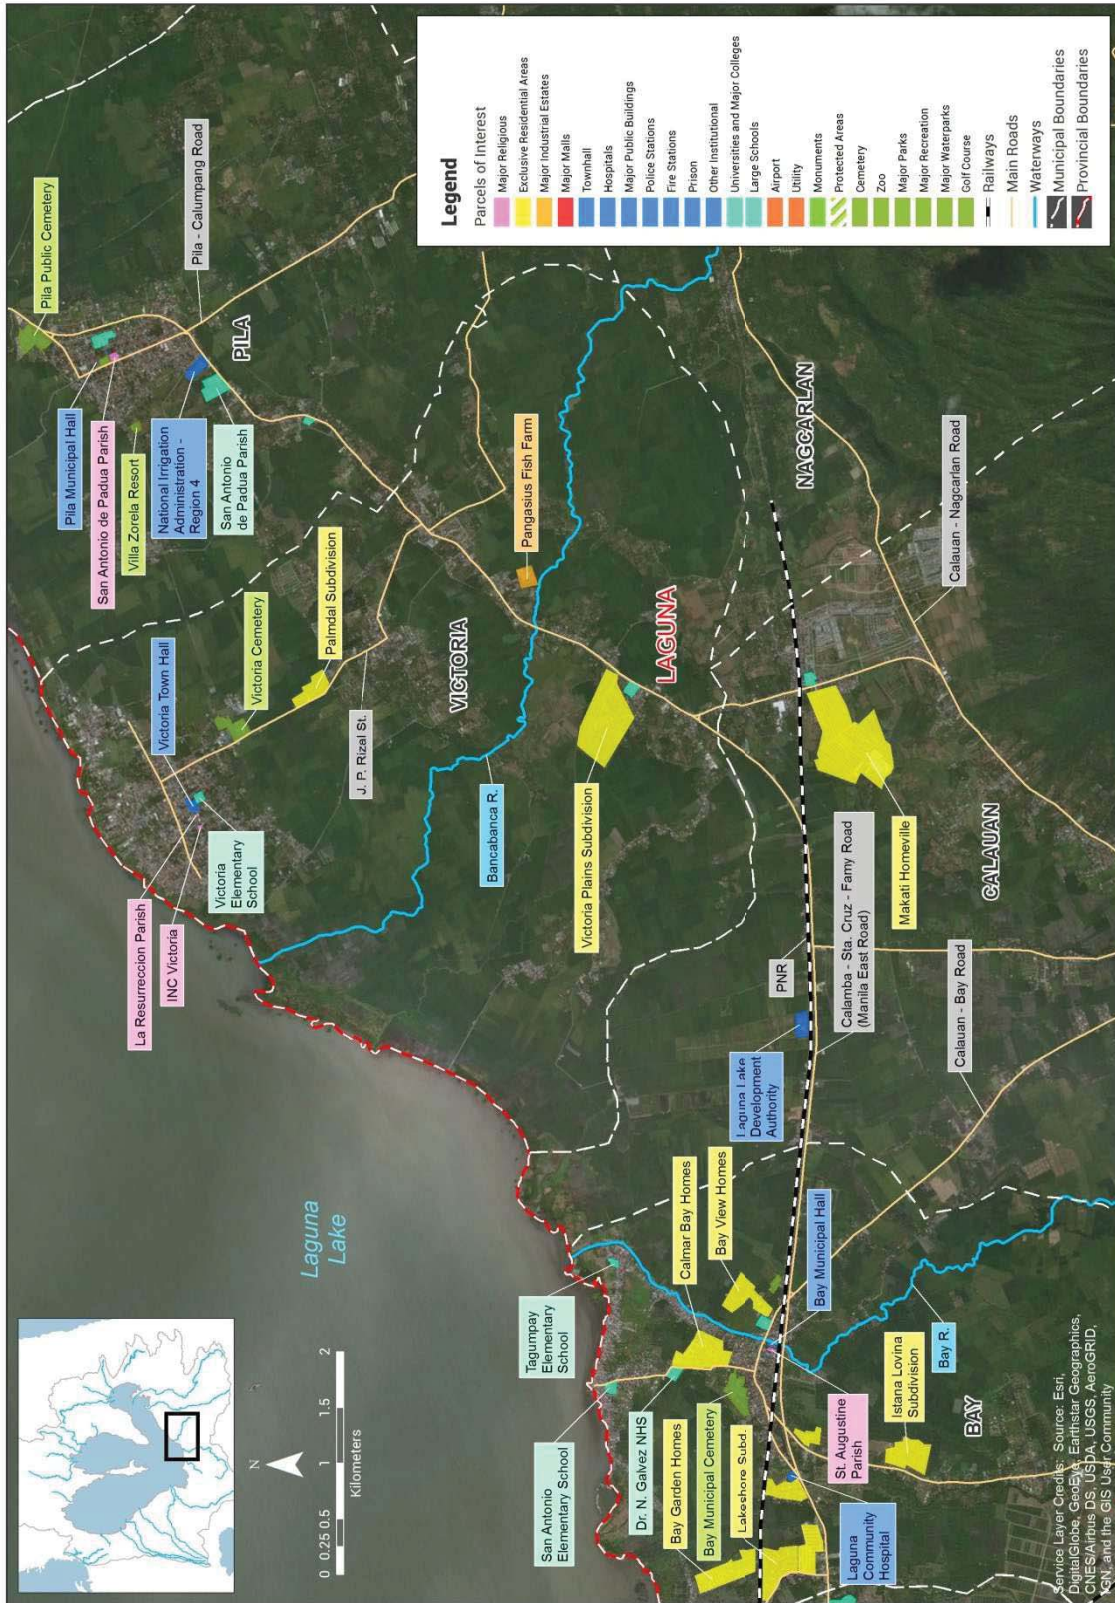 Legend
Parcels of Interest
Major Religious
Exclusive Residential Areas
Major Industrial Estates
Major Malls
Townhall
Hospitals
Major Public Buildings
Police Stations
Fire Stations
Prison
Other Institutional
Universities and Major Colleges
Large Schools
Airport
Utility
Monuments
Protected Areas
Cemetery
Zoo
Major Parks
Major Recreation
Major Waterparks
Golf Course
Railways
Main Roads
Waterways
Municipal Boundaries
Provincial Boundaries
Pila Public Cemetery
Pila - Calumpang Road
PILA
Pila Municipal Hall
San Antonio de Padua Parish
Villa Zorela Resort
National Irrigation
Administration -
Region 4
San Antonio
de Padua Parish
Palmdal Subdivision
Victoria Cemetery
Victoria Town Hall
J. P. Rizal St.
VICTORIA
Pangasius Fish Farm
La Resurreccion Parish
INC Victoria
Victoria
Elementary
School
Bancabanca R.
Victoria Plains Subdivision
LAGUNA
NAGCARLAN
Calauan - Nagcarlan Road
Makati Homeville
CALAUAN
PNR
Calamba - Sta. Cruz - Famy Road
(Manila East Road)
Calauan - Bay Road
Laguna Lake
Development
Authority
Laguna
Lake
Tagumpay
Elementary
School
Calmar Bay Homes
Bay View Homes
Bay Municipal Hall
San Antonio
Elementary School
Dr. N. Galvez NHS
Bay Garden Homes
Bay Municipal Cemetery
Lakeshore Subd.
St. Augustine
Parish
Istana Lovina
Subdivision
Bay R.
BAY
Laguna
Community
Hospital
N
0 0.25 0.5 1 1.5 2
Kilometers
Service Layer Credits: Source: Esri,
DigitalGlobe, GeoEye, Earthstar Geographics,
CNES/Airbus DS, USDA, USGS, AeroGRID,
IGN, and the GIS User Community